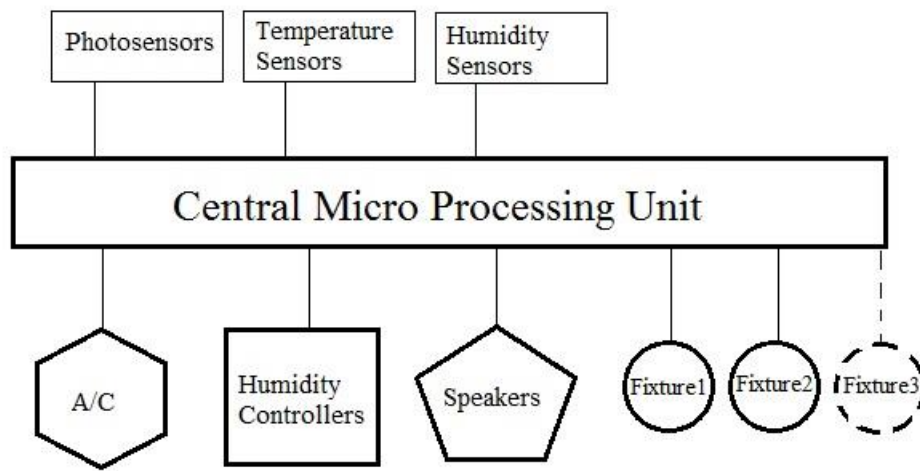 Photosensors
Temperature
Sensors
Humidity
Sensors
Central Micro Processing Unit
A/C
Humidity
Controllers
Speakers
Fixture1
Fixture2
Fixture3